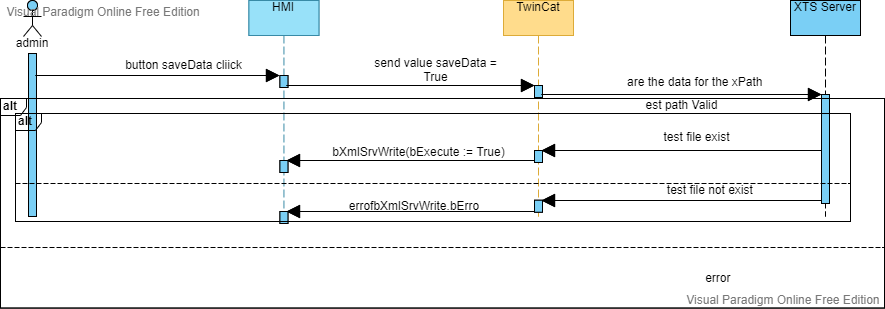 Visual Paradigm Online Free Edition
HMI
TwinCat
XTS Server
admin
button saveData cliick
send value saveData =
True
are the data for the xPath
alt
est path Valid
alt
test file exist
bXmlSrvWrite(bExecute := True)
test file not exist
errofbXmlSrvWrite.bErro
error
Visual Paradigm Online Free Edition